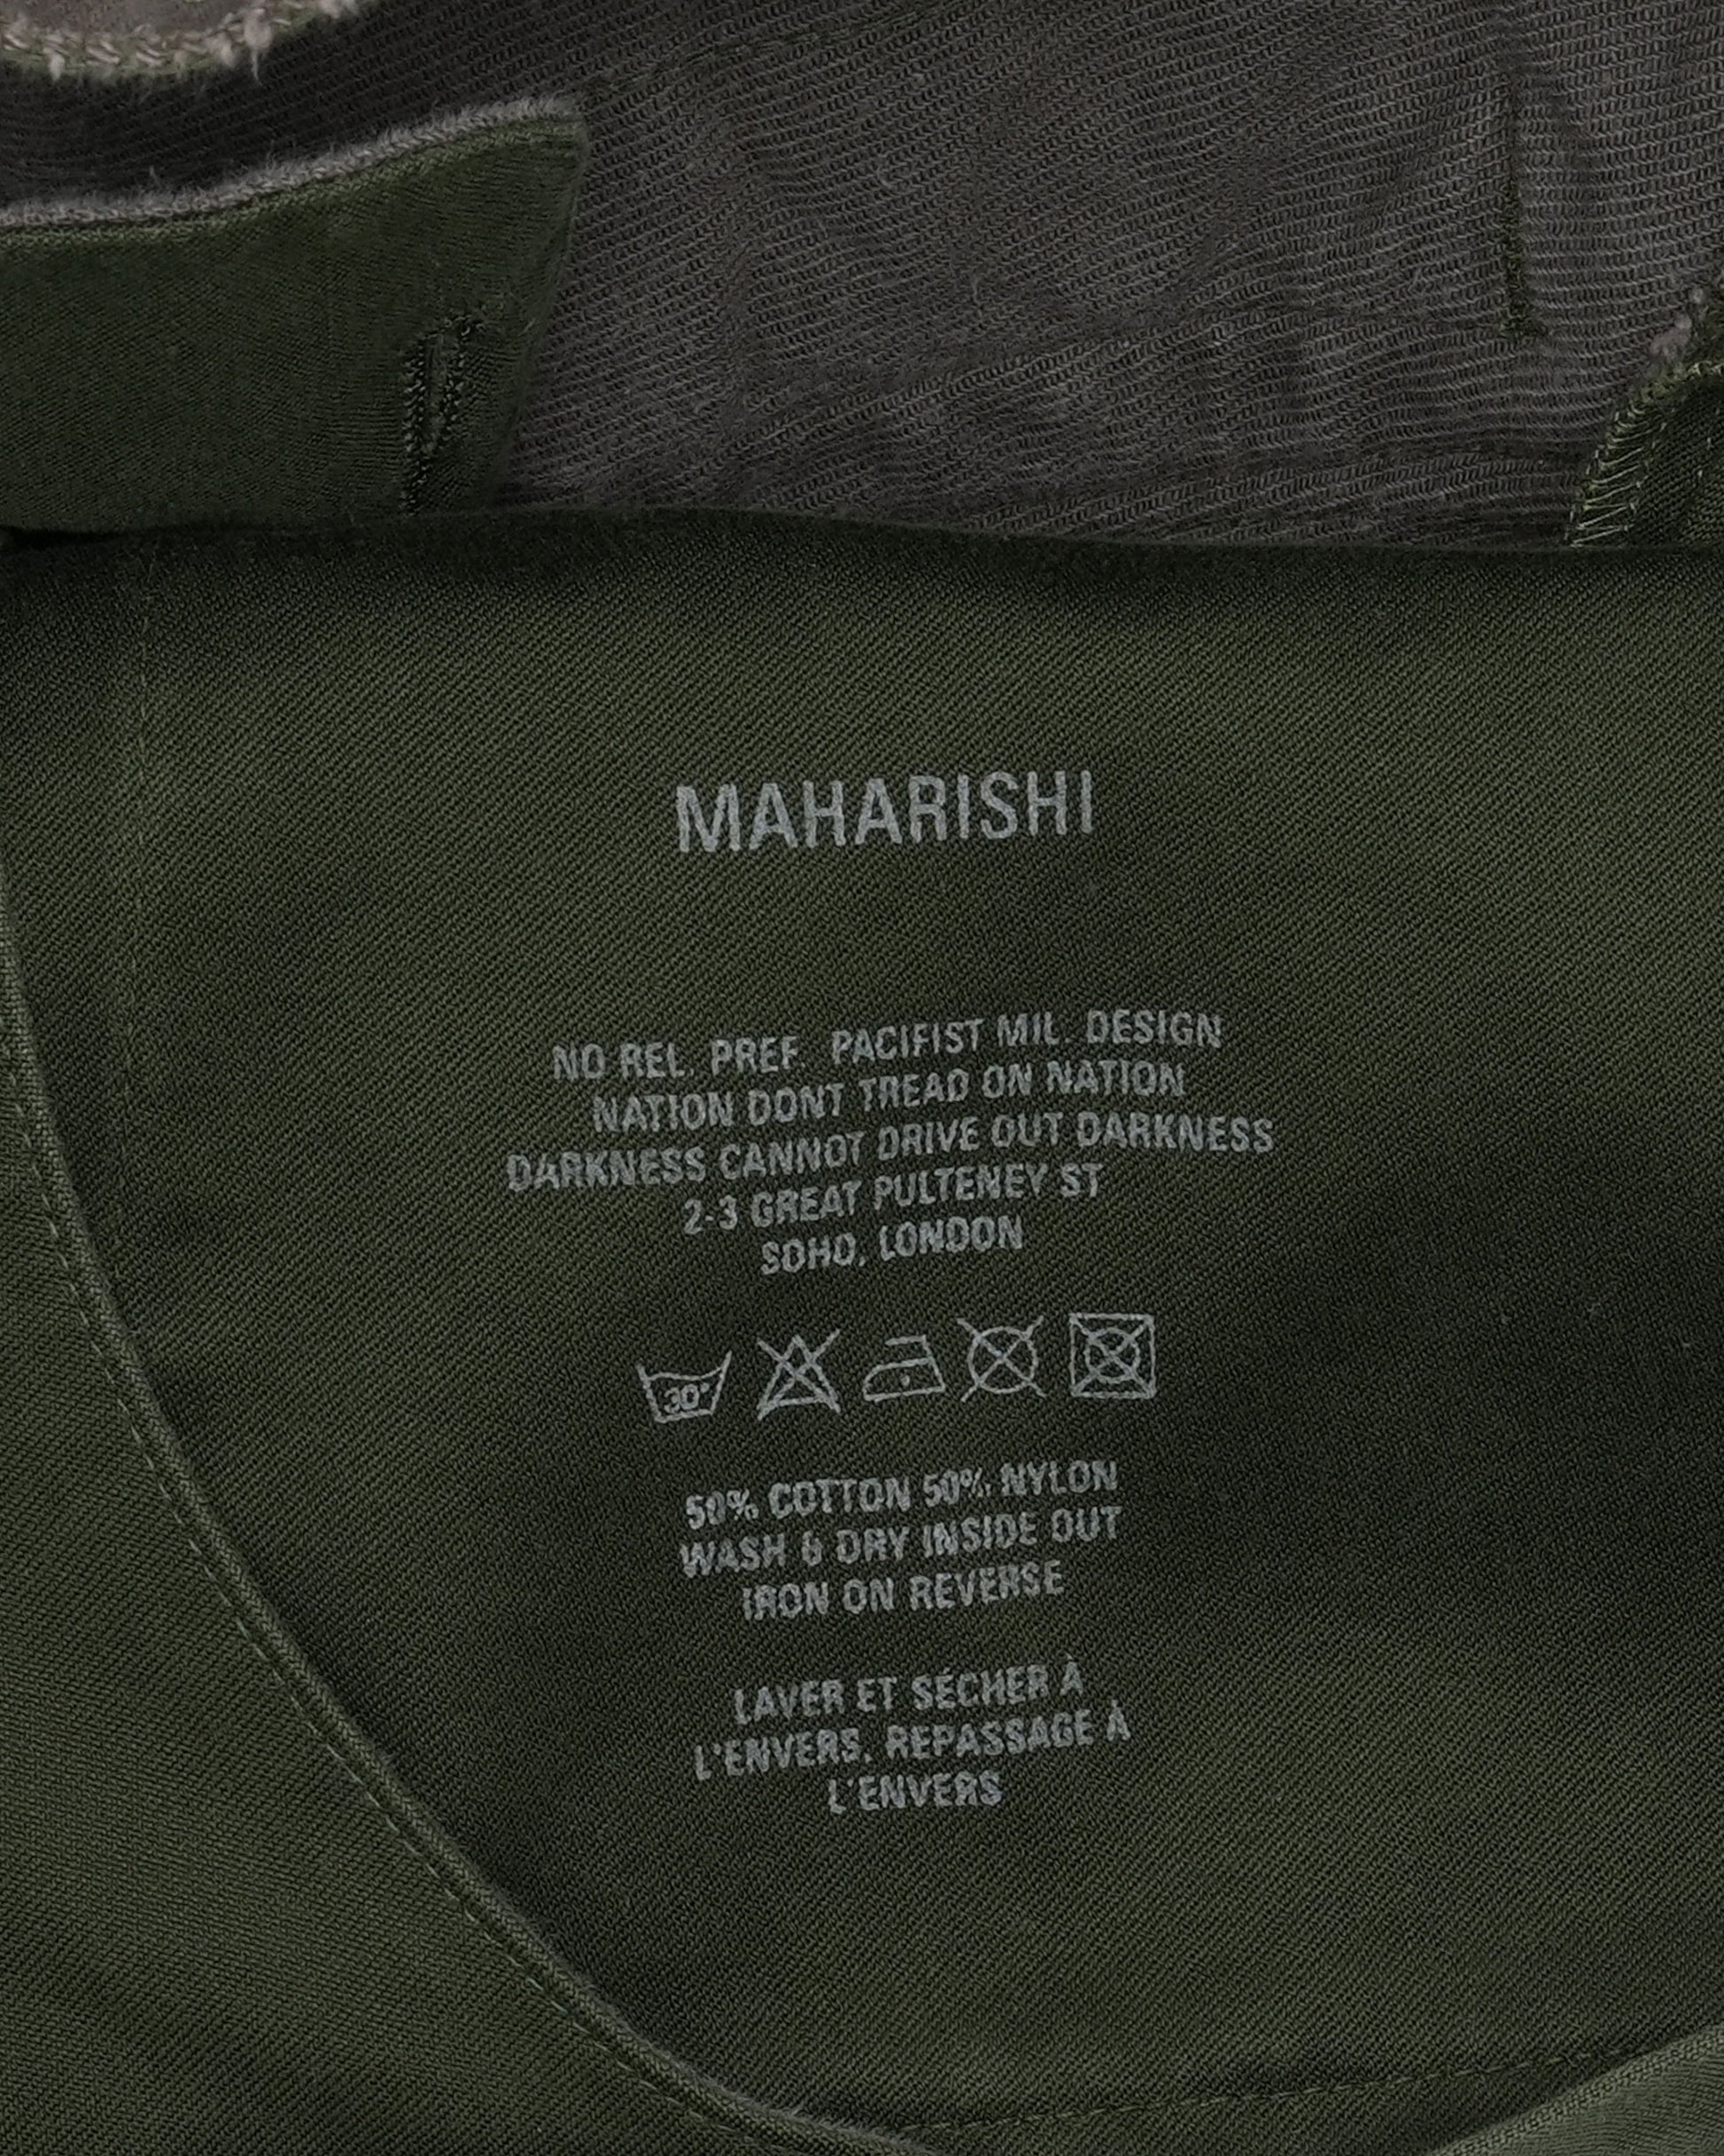 MAHARISHI
NO REL. PREF. PACIFIST MIL. DESIGN
NATION DONT TREAD ON NATION
DARKNESS CANNOT DRIVE OUT DARKNESS
2-3 GREAT PULTENEY ST
SOHO, LONDON
30°
50% COTTON 50% NYLON
WASH & DRY INSIDE OUT
IRON ON REVERSE
LAVER ET SÉCHER À
L'ENVERS. REPASSAGE À
L'ENVERS